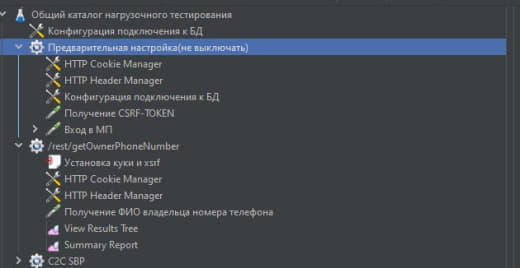 Общий каталог нагрузочного тестирования
Конфигурация подключения к БД
Предварительная настройка(не выключать)
HTTP Cookie Manager
HTTP Header Manager
Конфигурация подключения к БД
Получение CSRF-TOKEN
Вход в МП
/rest/getOwnerPhoneNumber
Установка куки и xsrf
HTTP Cookie Manager
HTTP Header Manager
Получение ФИО владельца номера телефона
View Results Tree
Summary Report
C2C SBP